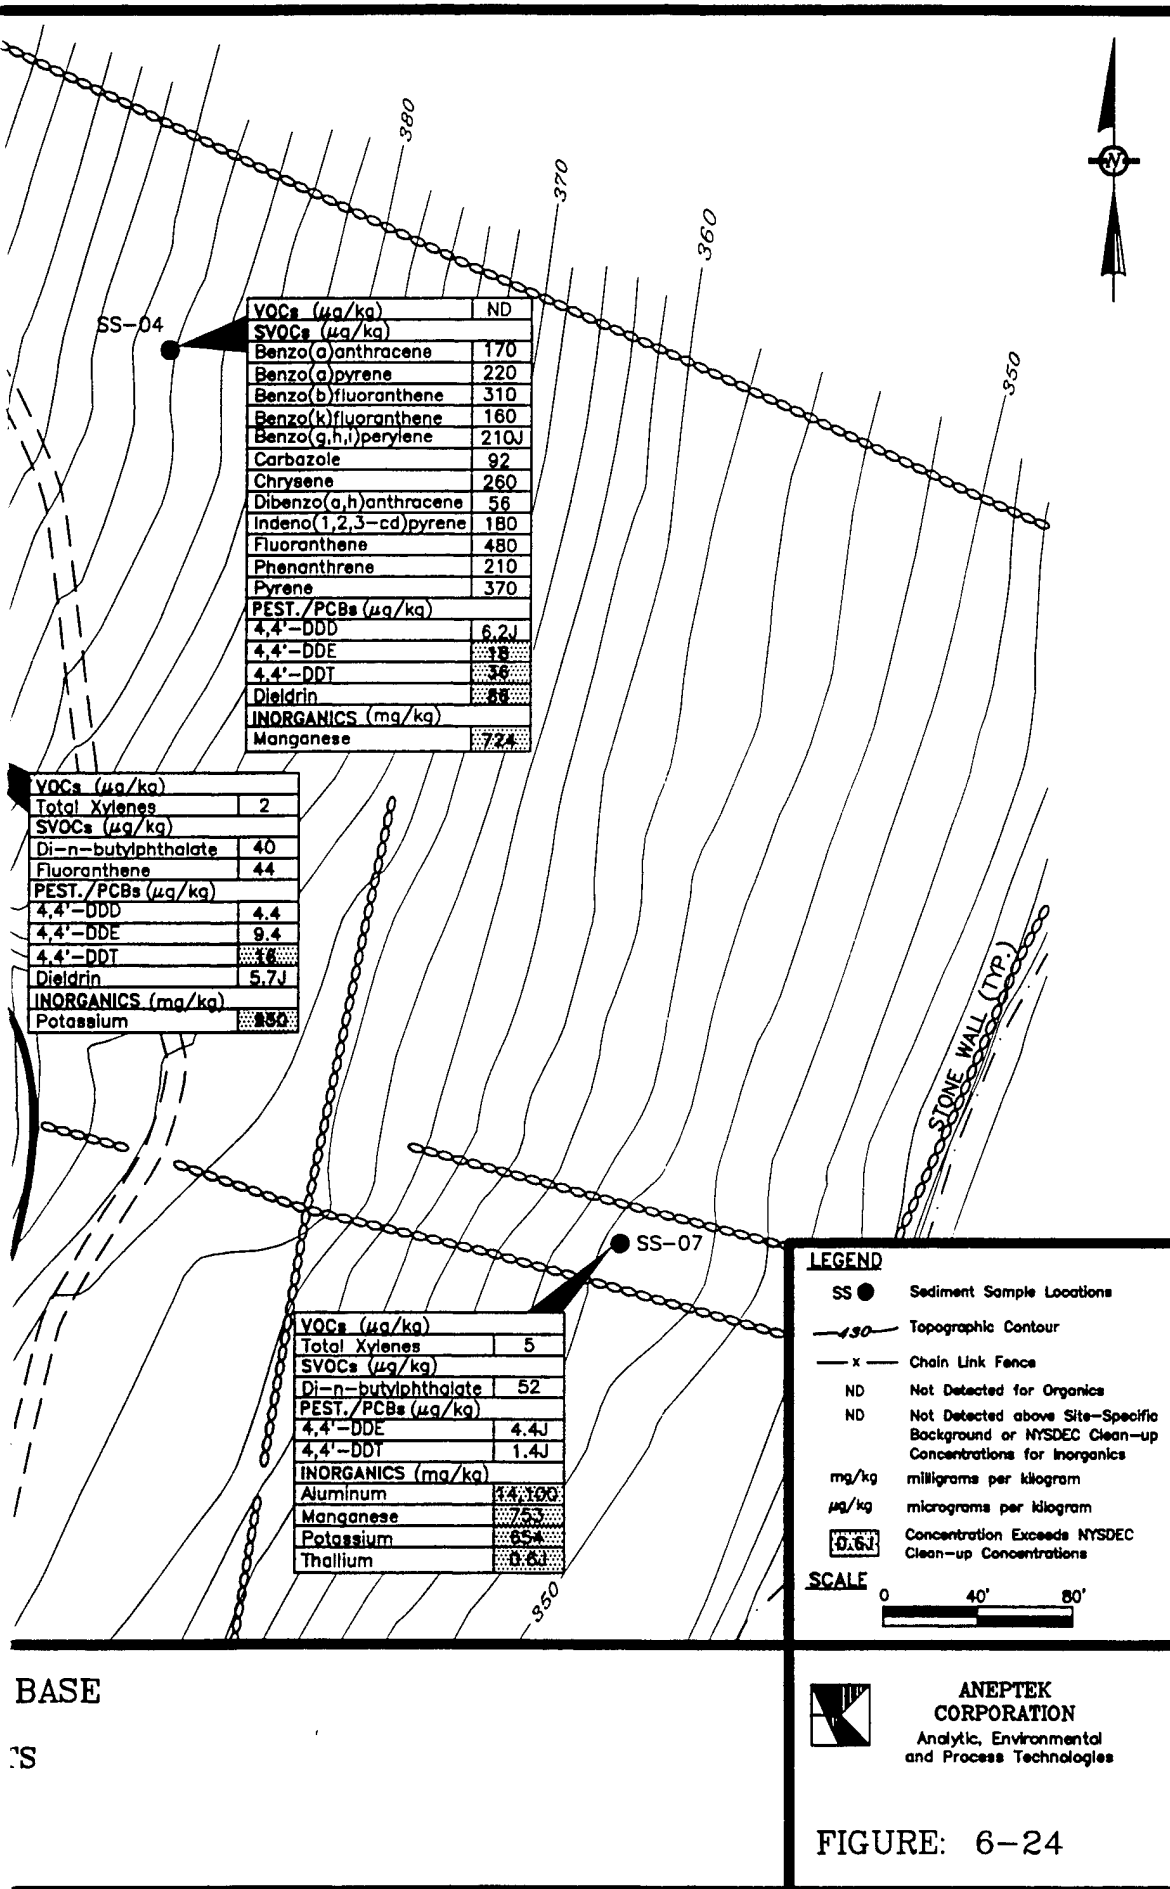 380
370
360
350
SS-04
VOCs (µg/kg) ND
SVOCs (µg/kg)
Benzo(a)anthracene 170
Benzo(a)pyrene 220
Benzo(b)fluoranthene 310
Benzo(k)fluoranthene 160
Benzo(g,h,i)perylene 210J
Carbazole 92
Chrysene 260
Dibenzo(a,h)anthracene 56
Indeno(1,2,3-cd)pyrene 180
Fluoranthene 480
Phenanthrene 210
Pyrene 370
PEST./PCBs (µg/kg)
4,4'-DDD 6.2J
4,4'-DDE 18
4,4'-DDT 36
Dieldrin
INORGANICS (mg/kg)
Manganese 724
VOCs (µg/kg)
Total Xylenes 2
SVOCs (µg/kg)
Di-n-butylphthalate 40
Fluoranthene 44
PEST./PCBs (µg/kg)
4,4'-DDD 4.4
4,4'-DDE 9.4
4,4'-DDT 16
Dieldrin 5.7J
INORGANICS (mg/kg)
Potassium
STONE WALL (TYP.)
SS-07
VOCs (µg/kg)
Total Xylenes 5
SVOCs (µg/kg)
Di-n-butylphthalate 52
PEST./PCBs (µg/kg)
4,4'-DDE 4.4J
4,4'-DDT 1.4J
INORGANICS (mg/kg)
Aluminum 14,100
Manganese 753
Potassium 654
Thallium 0.6J
350
LEGEND
SS Sediment Sample Locations
430 Topographic Contour
x Chain Link Fence
ND Not Detected for Organics
ND Not Detected above Site-Specific
Background or NYSDEC Clean-up
Concentrations for Inorganics
mg/kg milligrams per kilogram
µg/kg micrograms per kilogram
0.6J Concentration Exceeds NYSDEC
Clean-up Concentrations
SCALE 0 40' 80'
BASE
TS
ANEPTEK
CORPORATION
Analytic, Environmental
and Process Technologies
FIGURE: 6-24
N